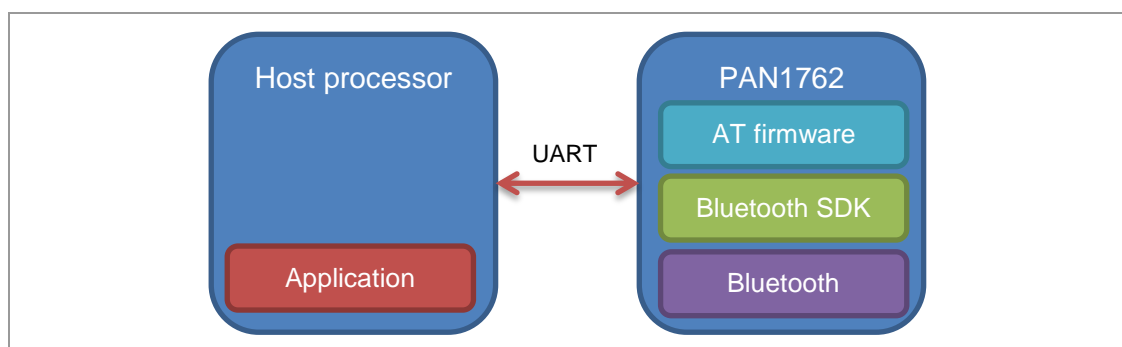 Host processor
PAN1762
AT firmware
UART
Bluetooth SDK
Application
Bluetooth